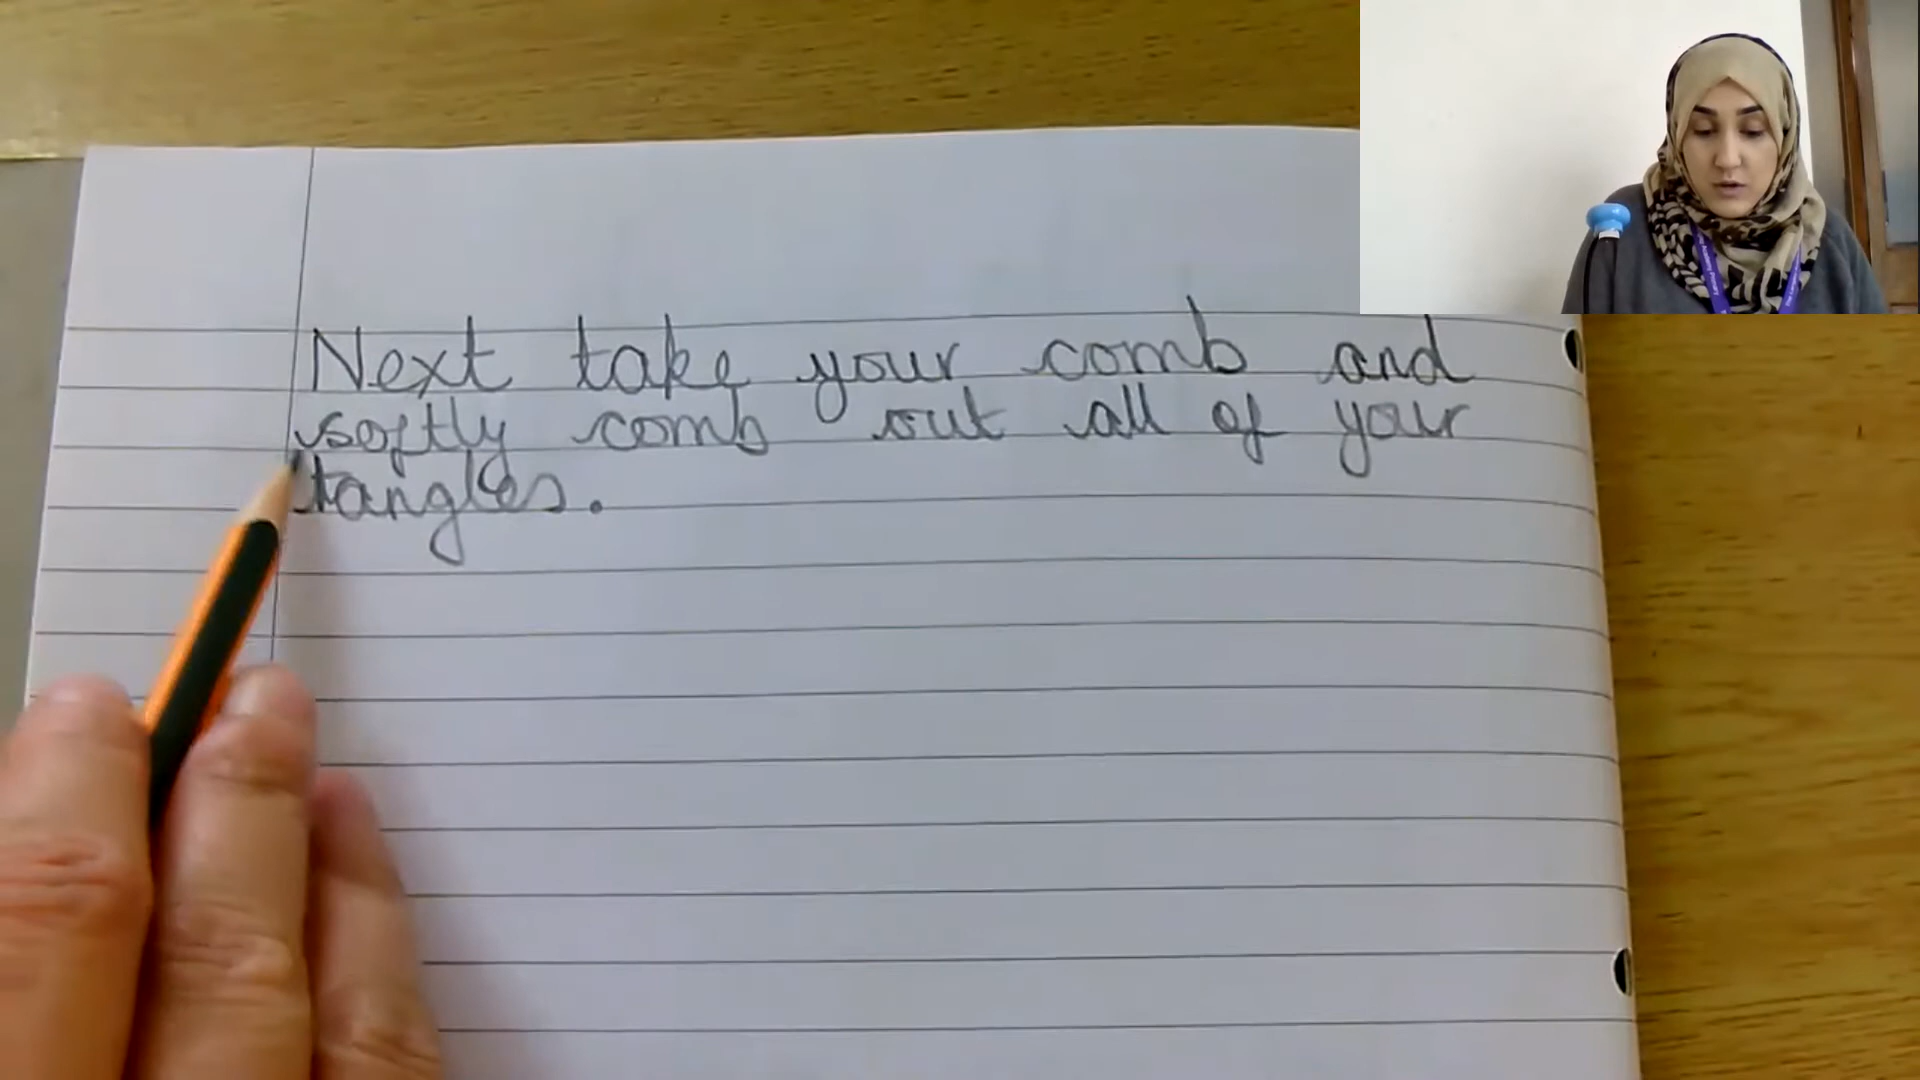 Next take your comb and
softly comb out all of your
tangles.